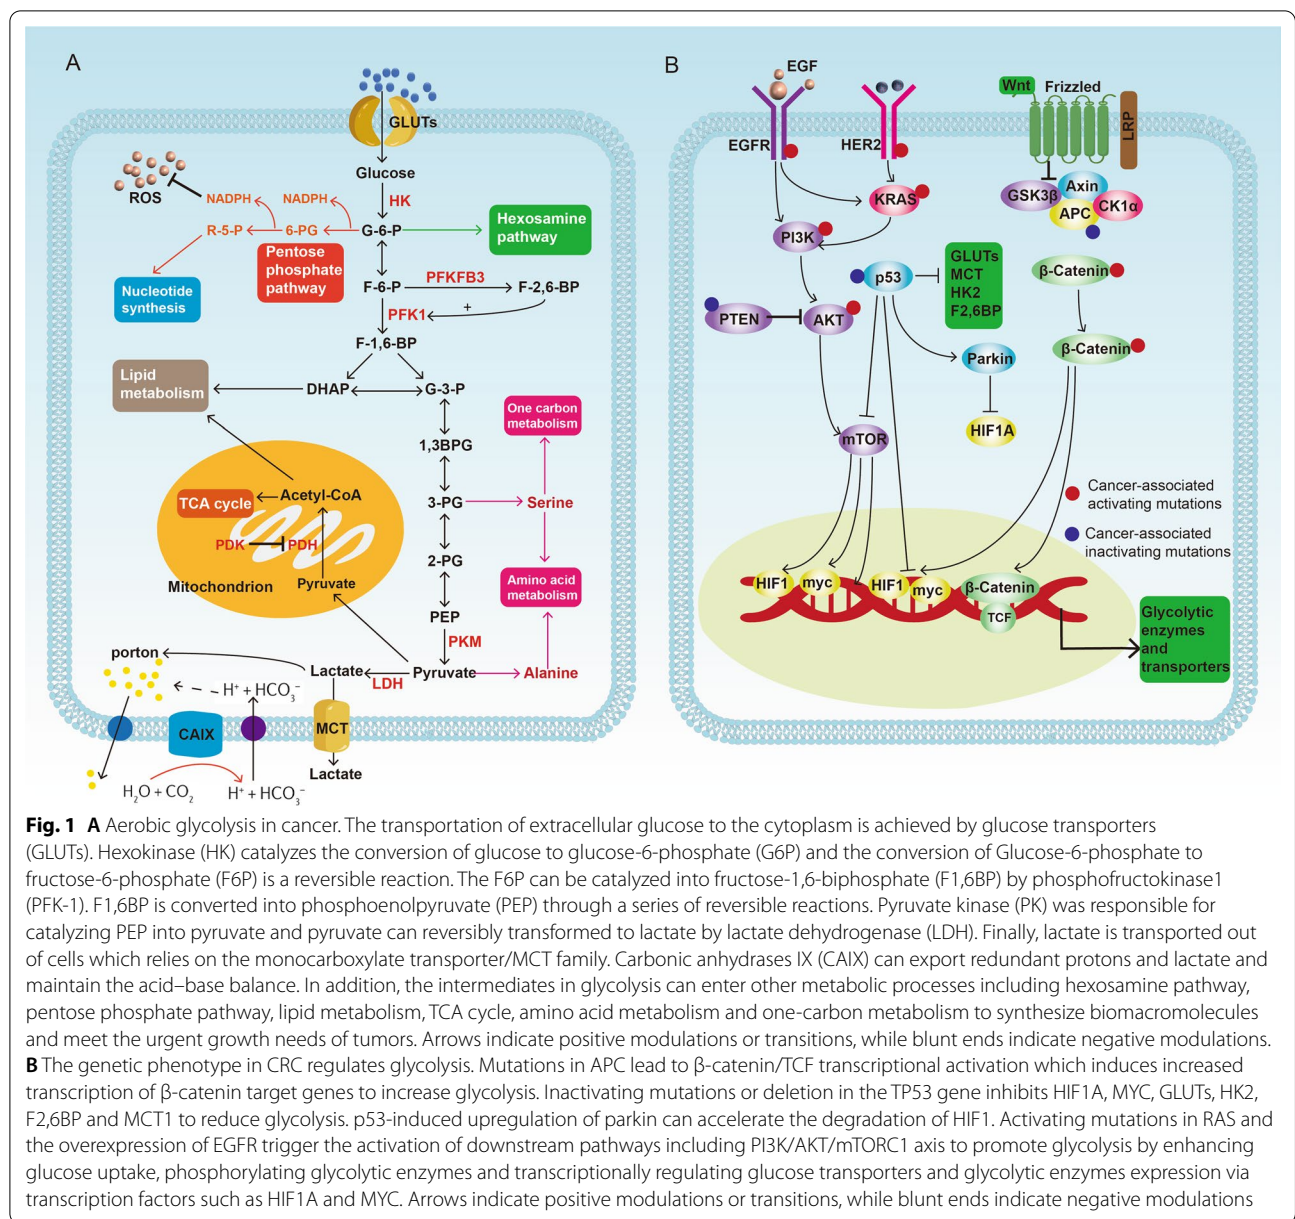 A
GLUTs
Glucose
HK
ROS
NADPH
NADPH
R-5-P
6-PG
G-6-P
Hexosamine
pathway
Pentose
phosphate
pathway
Nucleotide
synthesis
F-6-P
PFKFB3
F-2,6-BP
PFK1
+
F-1,6-BP
Lipid
metabolism
DHAP
G-3-P
One carbon
metabolism
1,3BPG
TCA cycle
Acetyl-CoA
3-PG
Serine
PDK
PDH
2-PG
Mitochondrion
Pyruvate
Amino acid
metabolism
PEP
PKM
porton
Lactate
LDH
Pyruvate
Alanine
H⁺ + HCO₃⁻
CAIX
MCT
Lactate
H₂O + CO₂
H⁺ + HCO₃⁻
B
EGF
EGFR
HER2
Wnt
Frizzled
LRP
KRAS
GSK3β
Axin
APC
CK1α
PI3K
p53
GLUTs
MCT
HK2
F2,6BP
β-Catenin
PTEN
AKT
Parkin
β-Catenin
mTOR
HIF1A
Cancer-associated
activating mutations
Cancer-associated
inactivating mutations
HIF1
myc
HIF1
myc
β-Catenin
TCF
Glycolytic
enzymes
and
transporters
Fig. 1 A Aerobic glycolysis in cancer. The transportation of extracellular glucose to the cytoplasm is achieved by glucose transporters
(GLUTs). Hexokinase (HK) catalyzes the conversion of glucose to glucose-6-phosphate (G6P) and the conversion of Glucose-6-phosphate to
fructose-6-phosphate (F6P) is a reversible reaction. The F6P can be catalyzed into fructose-1,6-biphosphate (F1,6BP) by phosphofructokinase1
(PFK-1). F1,6BP is converted into phosphoenolpyruvate (PEP) through a series of reversible reactions. Pyruvate kinase (PK) was responsible for
catalyzing PEP into pyruvate and pyruvate can reversibly transformed to lactate by lactate dehydrogenase (LDH). Finally, lactate is transported out
of cells which relies on the monocarboxylate transporter/MCT family. Carbonic anhydrases IX (CAIX) can export redundant protons and lactate and
maintain the acid–base balance. In addition, the intermediates in glycolysis can enter other metabolic processes including hexosamine pathway,
pentose phosphate pathway, lipid metabolism, TCA cycle, amino acid metabolism and one-carbon metabolism to synthesize biomacromolecules
and meet the urgent growth needs of tumors. Arrows indicate positive modulations or transitions, while blunt ends indicate negative modulations.
B The genetic phenotype in CRC regulates glycolysis. Mutations in APC lead to β-catenin/TCF transcriptional activation which induces increased
transcription of β-catenin target genes to increase glycolysis. Inactivating mutations or deletion in the TP53 gene inhibits HIF1A, MYC, GLUTs, HK2,
F2,6BP and MCT1 to reduce glycolysis. p53-induced upregulation of parkin can accelerate the degradation of HIF1. Activating mutations in RAS and
the overexpression of EGFR trigger the activation of downstream pathways including PI3K/AKT/mTORC1 axis to promote glycolysis by enhancing
glucose uptake, phosphorylating glycolytic enzymes and transcriptionally regulating glucose transporters and glycolytic enzymes expression via
transcription factors such as HIF1A and MYC. Arrows indicate positive modulations or transitions, while blunt ends indicate negative modulations